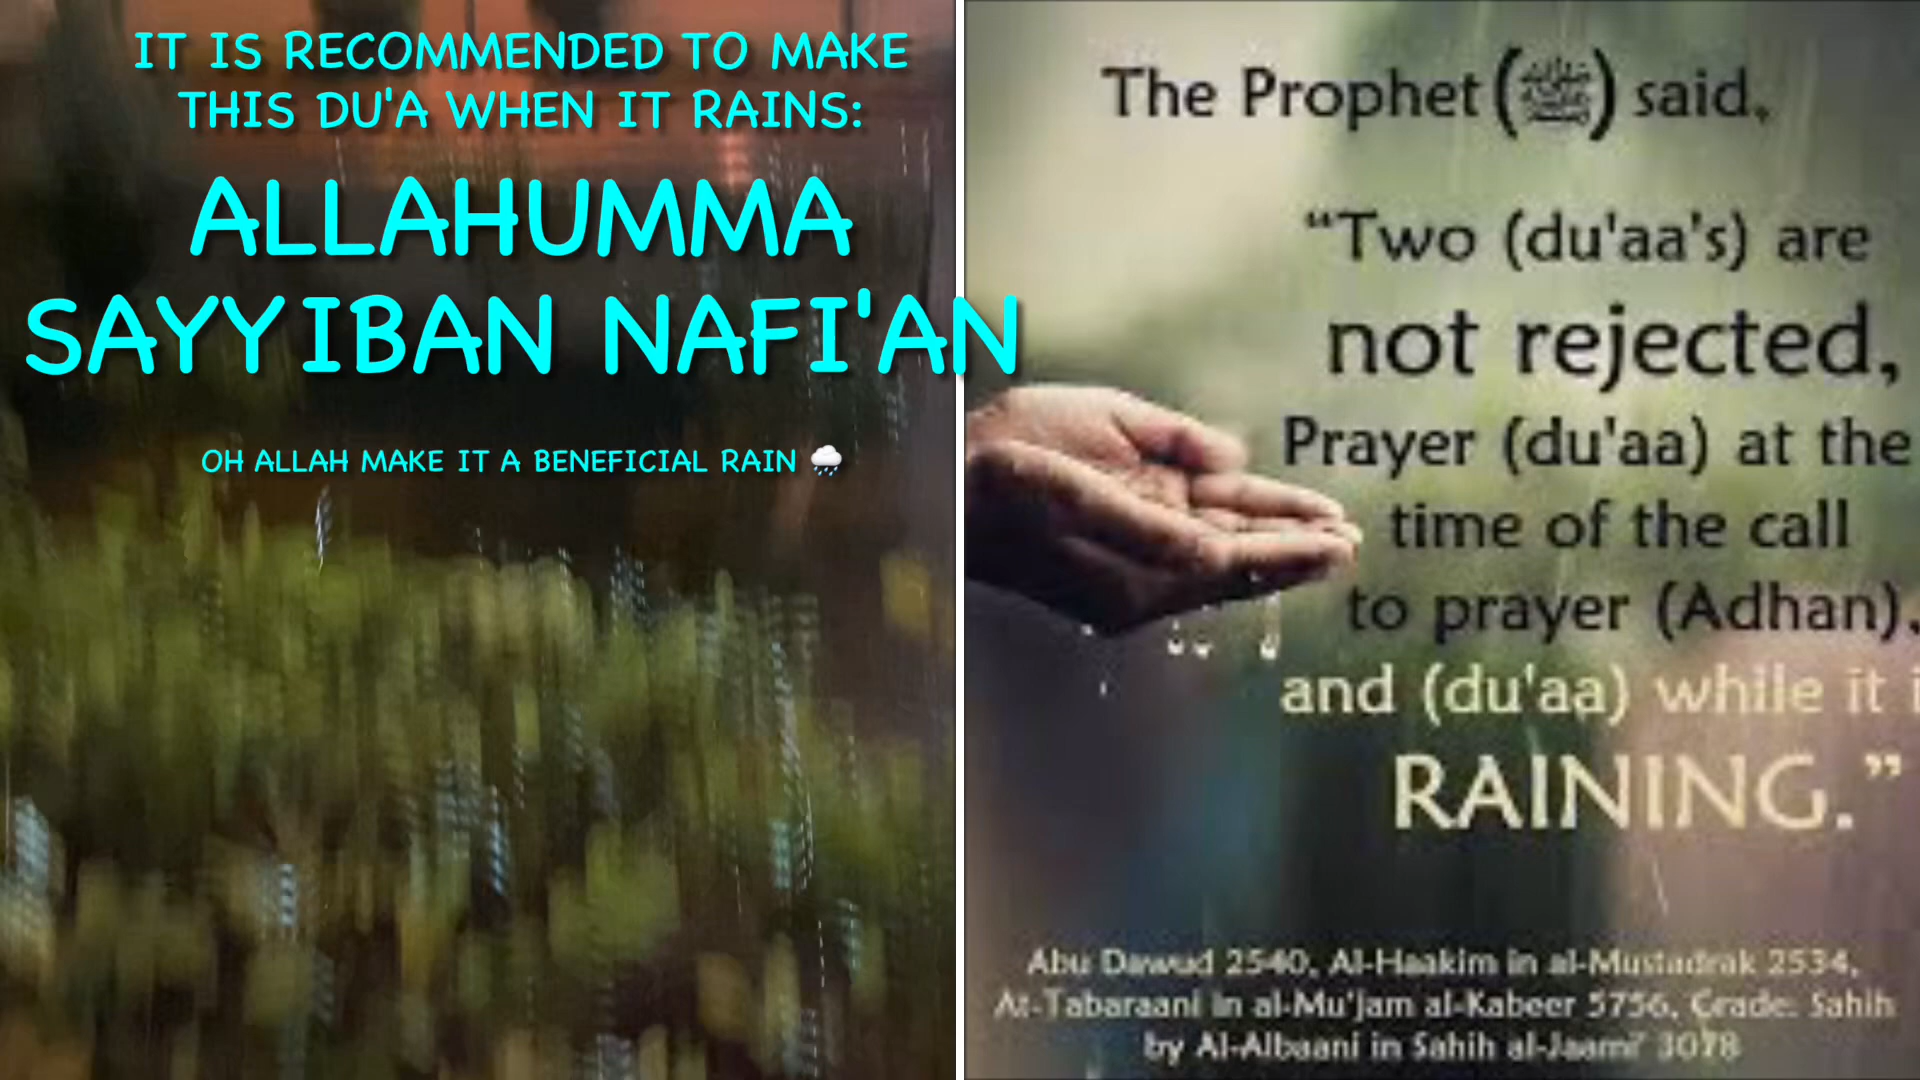 IT IS RECOMMENDED TO MAKE
THIS DU'A WHEN IT RAINS:
ALLAHUMMA
SAYYIBAN NAFI'AN
OH ALLAH MAKE IT A BENEFICIAL RAIN 🌧️
The Prophet (ﷺ) said,
“Two (du'aa's) are
not rejected,
Prayer (du'aa) at the
time of the call
to prayer (Adhan),
and (du'aa) while it i
RAINING.”
Abu Dawud 2540, Al-Haakim in al-Mustadrak 2534,
At-Tabaraani in al-Mu'jam al-Kabeer 5756, Grade: Sahih
by Al-Albaani in Sahih al-Jaami' 3078